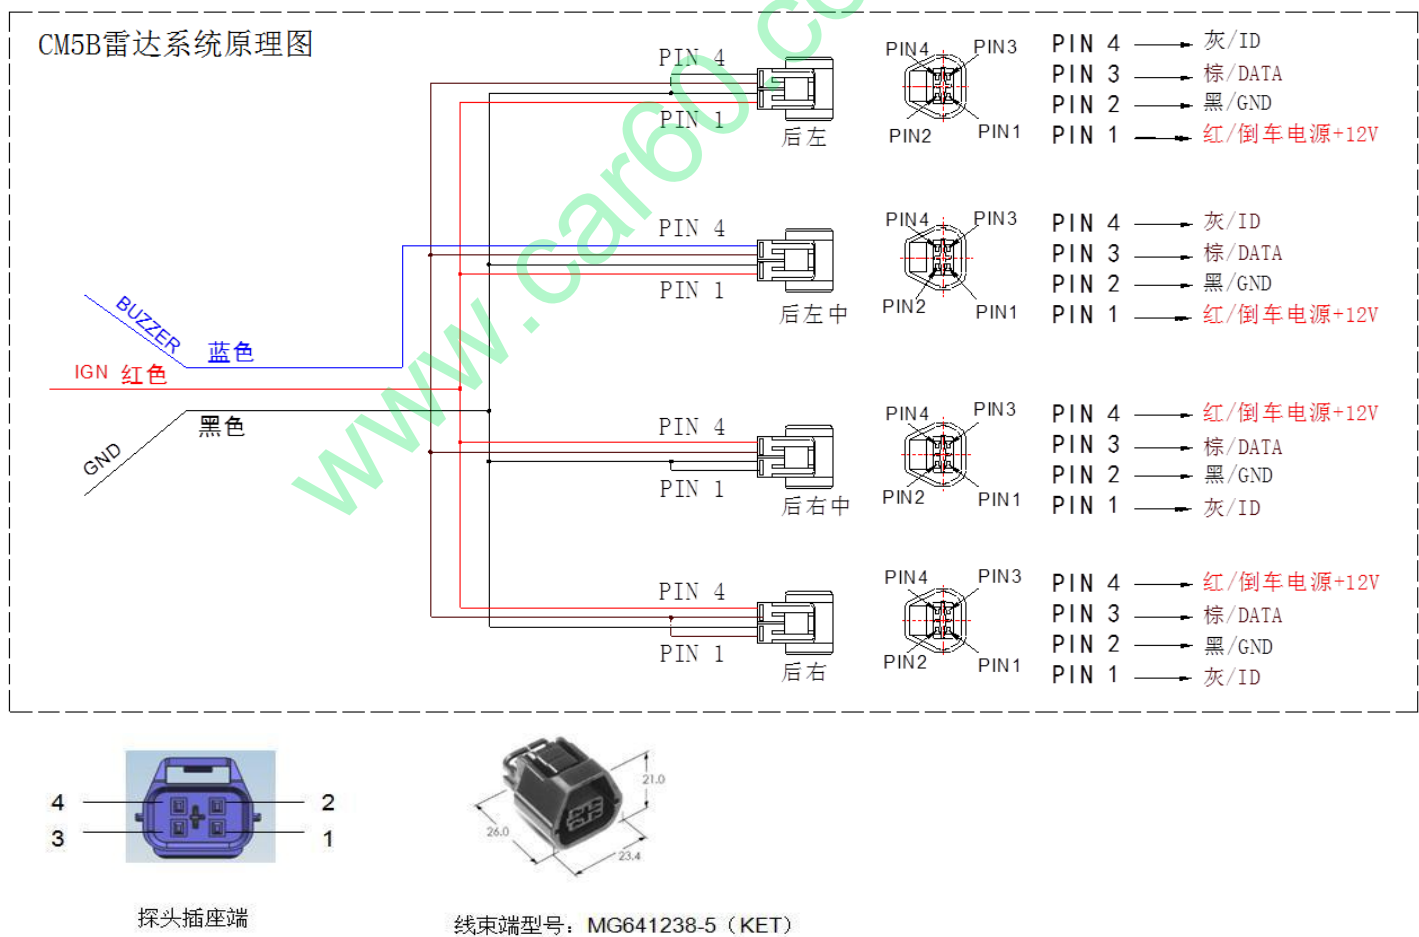 CM5B雷达系统原理图
PIN 4
PIN 1
后左
PIN4
PIN3
PIN2
PIN1
PIN 4 灰/ID
PIN 3 棕/DATA
PIN 2 黑/GND
PIN 1 红/倒车电源+12V
PIN 4
PIN 1
后左中
PIN4
PIN3
PIN2
PIN1
PIN 4 灰/ID
PIN 3 棕/DATA
PIN 2 黑/GND
PIN 1 红/倒车电源+12V
BUZZER 蓝色
IGN 红色
GND 黑色
PIN 4
PIN 1
后右中
PIN4
PIN3
PIN2
PIN1
PIN 4 红/倒车电源+12V
PIN 3 棕/DATA
PIN 2 黑/GND
PIN 1 灰/ID
PIN 4
PIN 1
后右
PIN4
PIN3
PIN2
PIN1
PIN 4 红/倒车电源+12V
PIN 3 棕/DATA
PIN 2 黑/GND
PIN 1 灰/ID
4 2
3 1
探头插座端
21.0
26.0
23.4
线束端型号：MG641238-5（KET）
www.car60.co